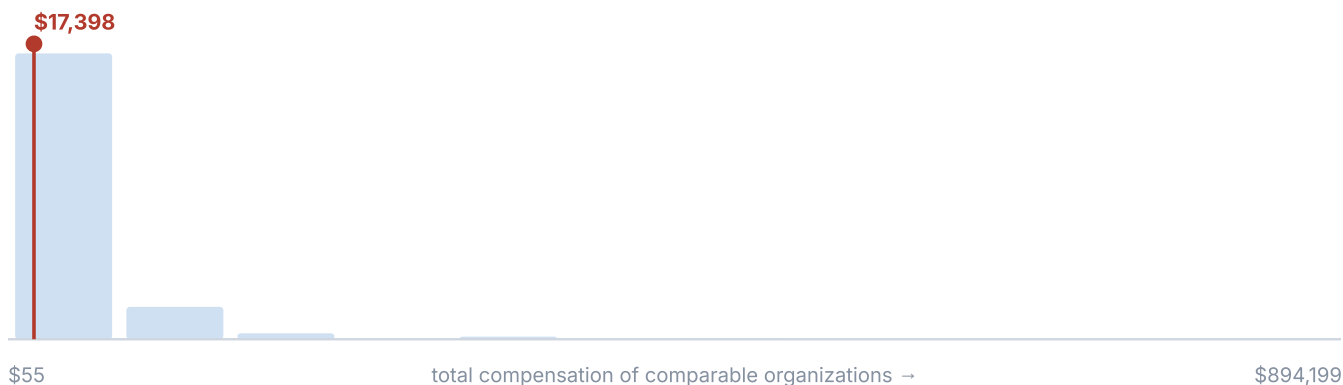 $17,398
$55
total compensation of comparable organizations →
$894,199